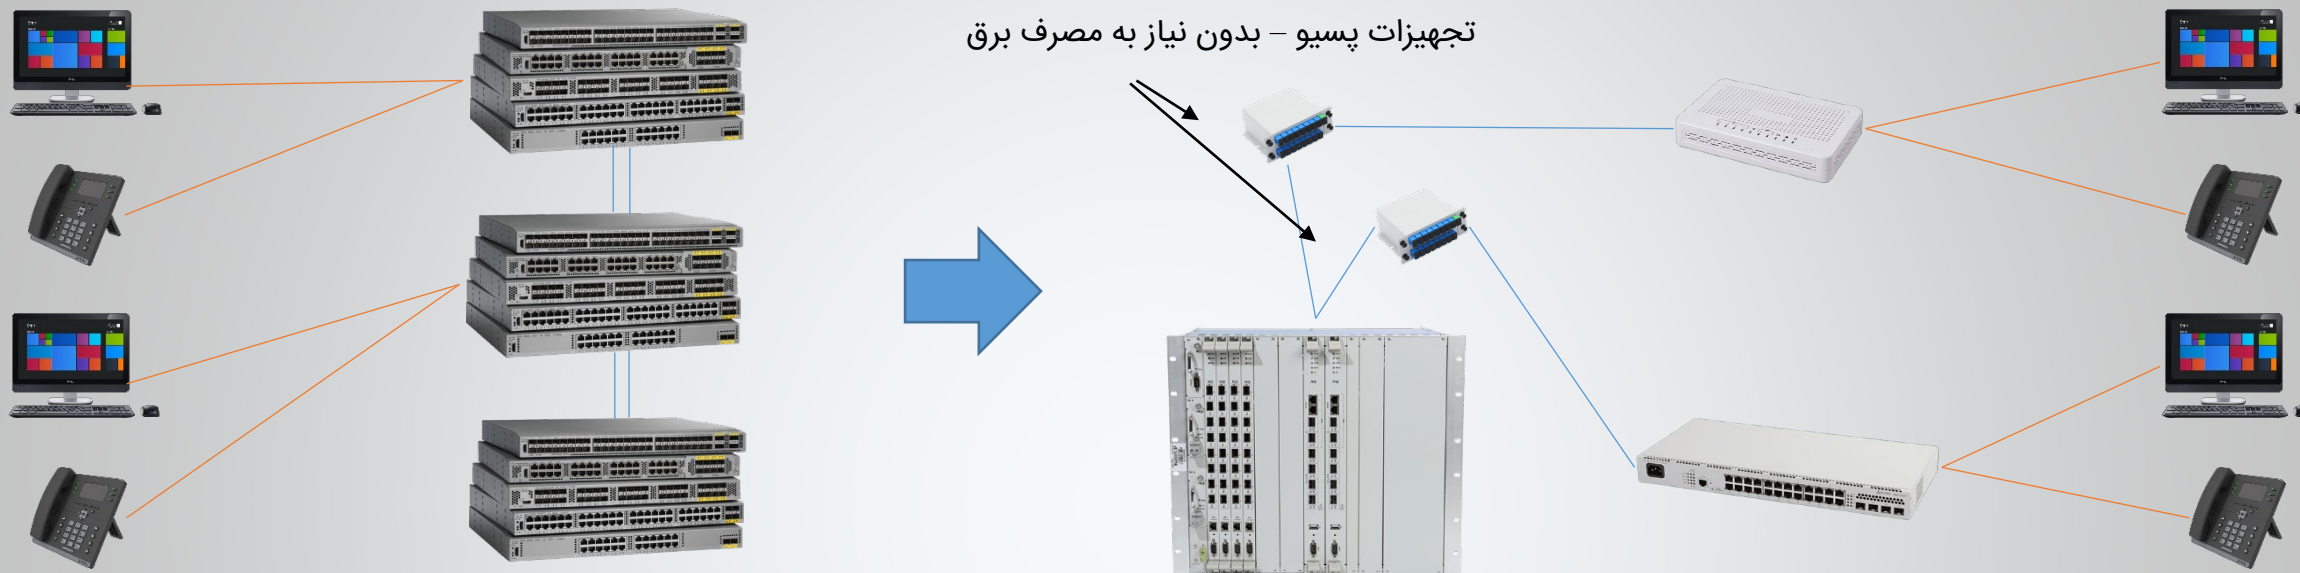 تجهیزات پسیو – بدون نیاز به مصرف برق